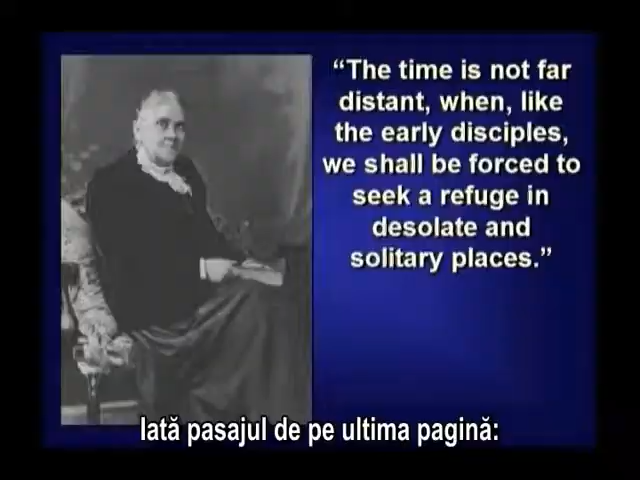 “The time is not far
distant, when, like
the early disciples,
we shall be forced to
seek a refuge in
desolate and
solitary places.”
Iată pasajul de pe ultima pagină: